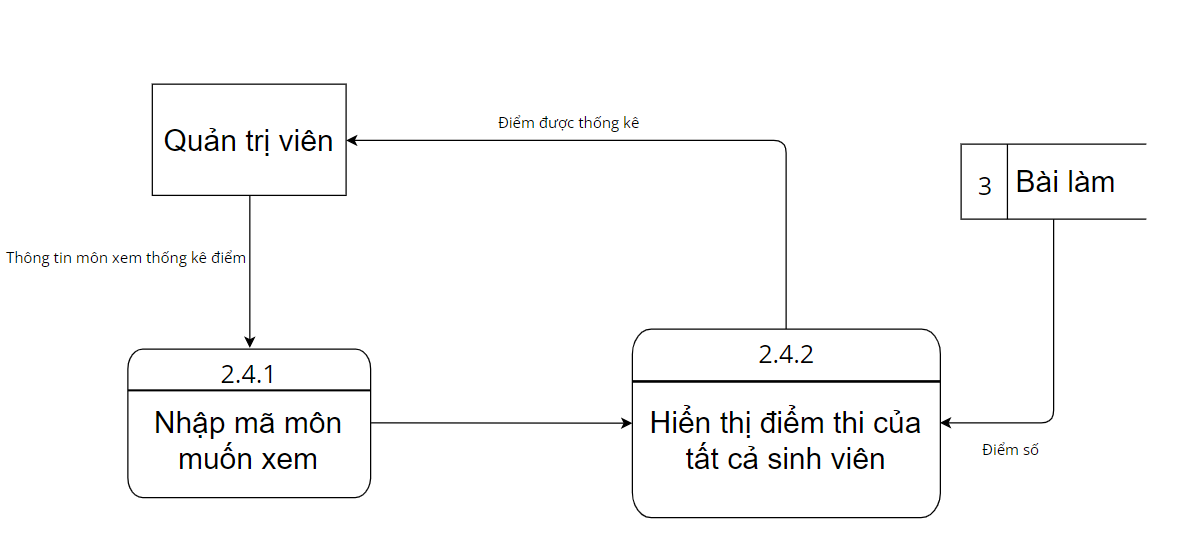 Điểm được thống kê
Quản trị viên
3
Bài làm
Thông tin môn xem thống kê điểm
2.4.1
Nhập mã môn
muốn xem
2.4.2
Hiển thị điểm thi của
tất cả sinh viên
Điểm số